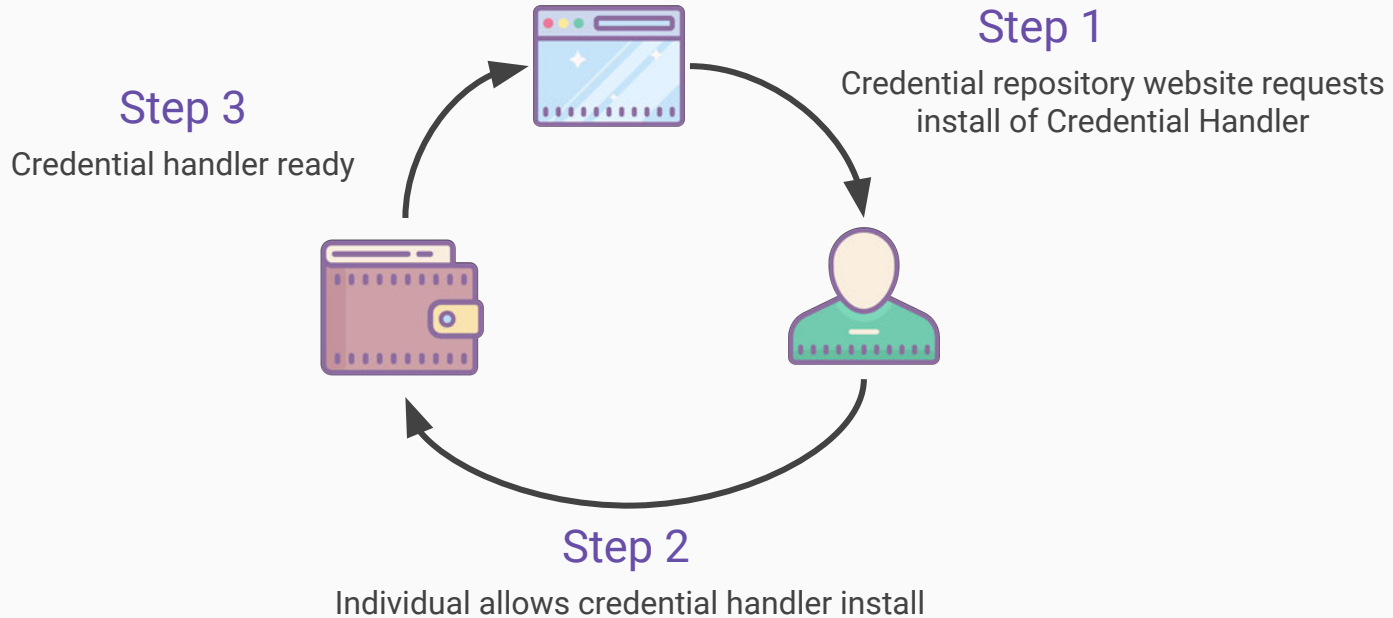 Step 1
Credential repository website requests
install of Credential Handler
Step 2
Individual allows credential handler install
Step 3
Credential handler ready